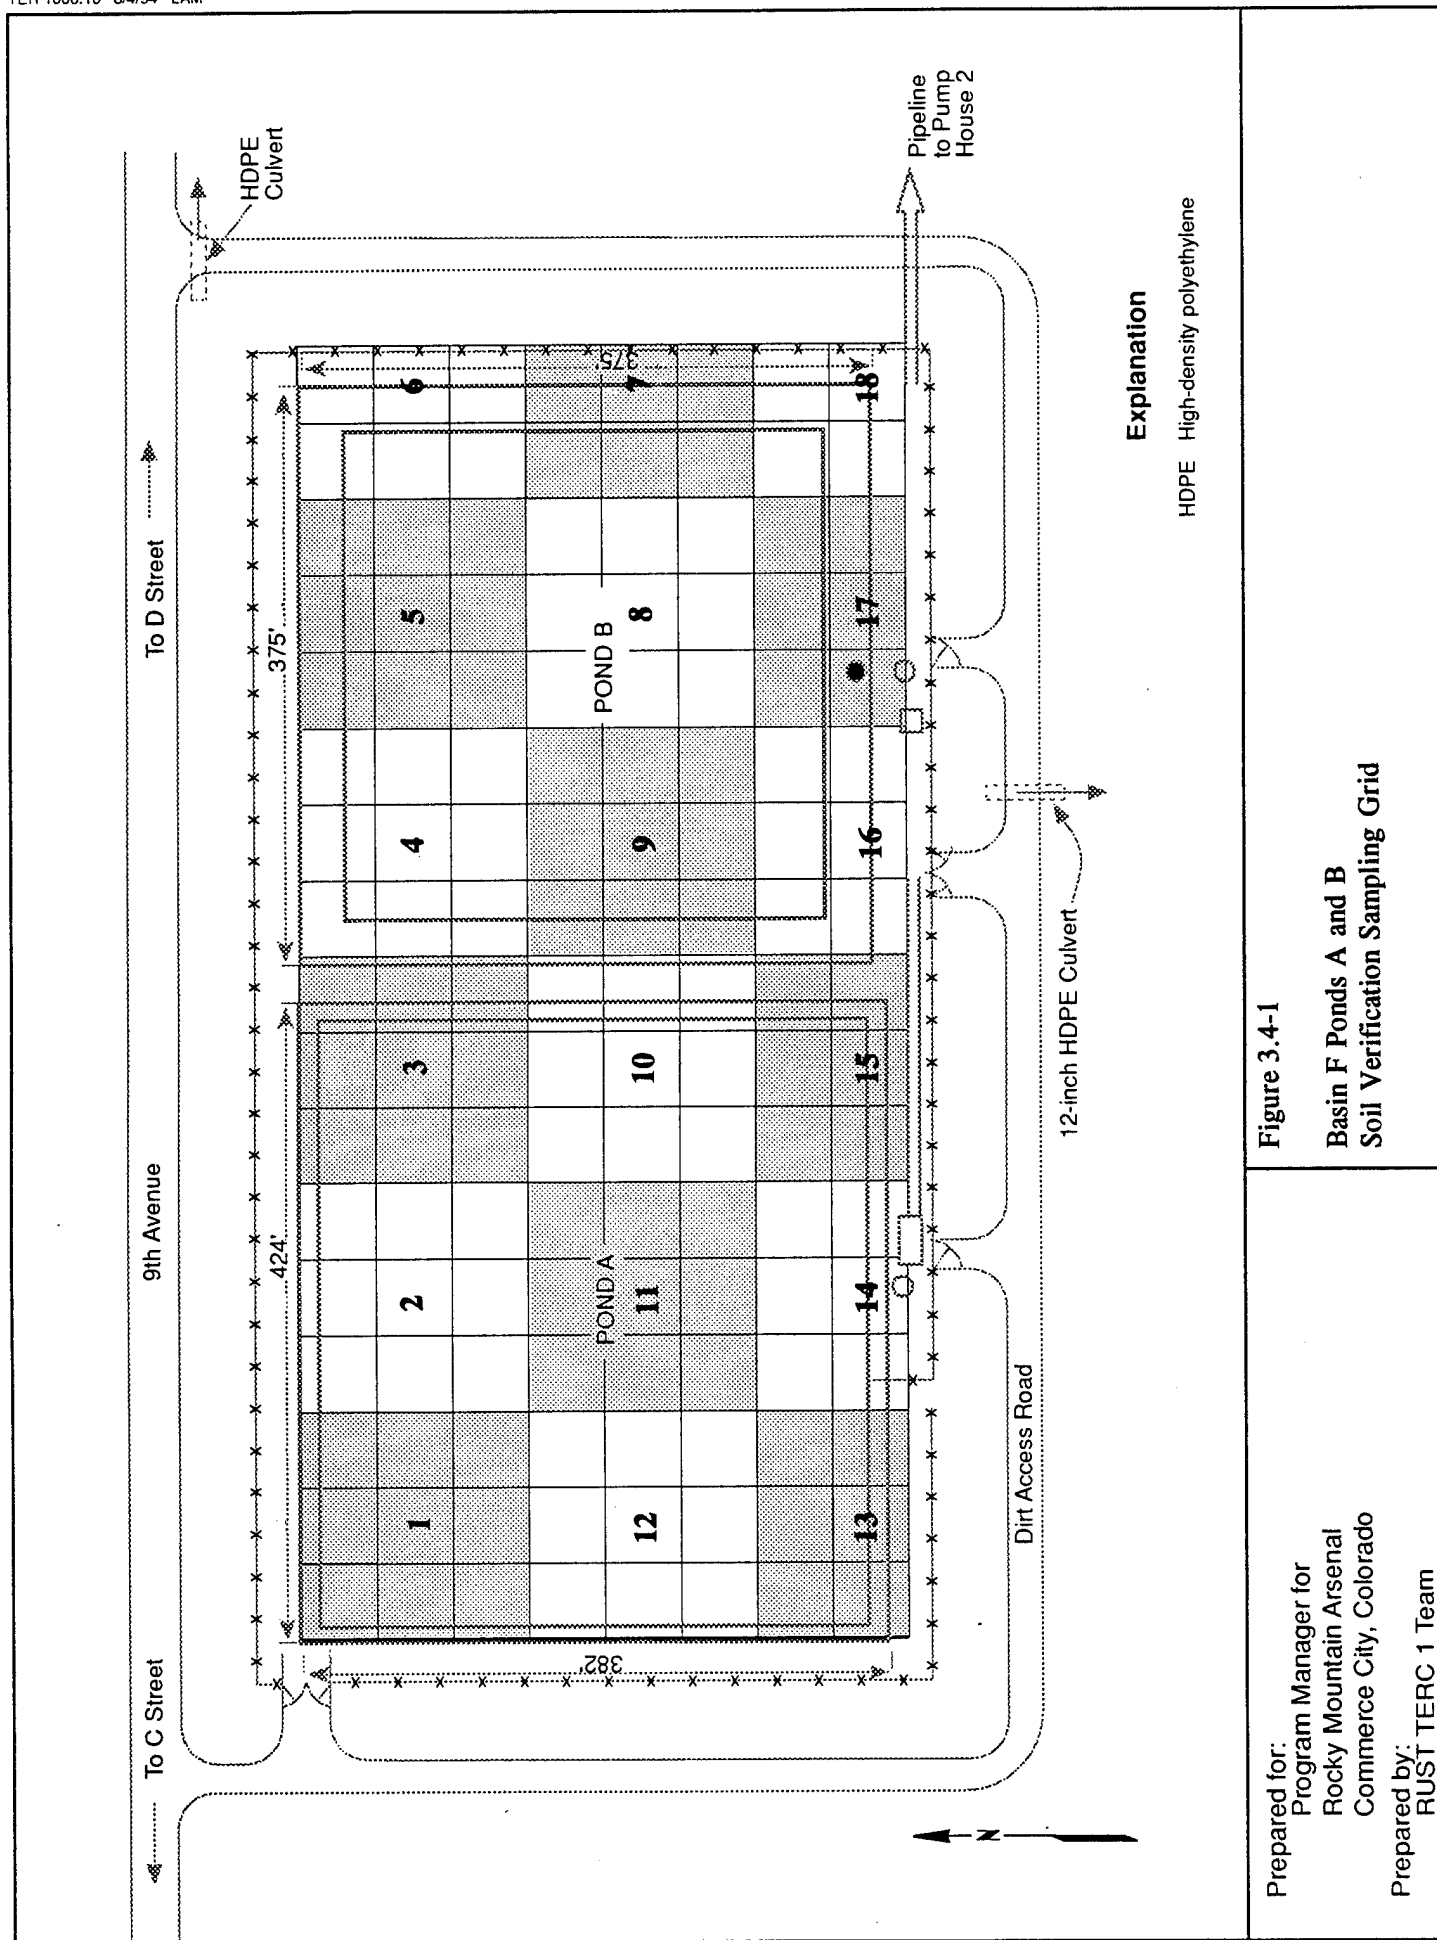 To C Street
9th Avenue
To D Street
HDPE
Culvert
424'
375'
382'
375'
1
2
3
4
5
6
POND A
POND B
12
11
10
9
8
7
13
14
15
16
17
18
Pipeline
to Pump
House 2
Dirt Access Road
12-inch HDPE Culvert
N
Explanation
HDPE High-density polyethylene
Prepared for:
Program Manager for
Rocky Mountain Arsenal
Commerce City, Colorado
Prepared by:
RUST TERC 1 Team
Figure 3.4-1
Basin F Ponds A and B
Soil Verification Sampling Grid